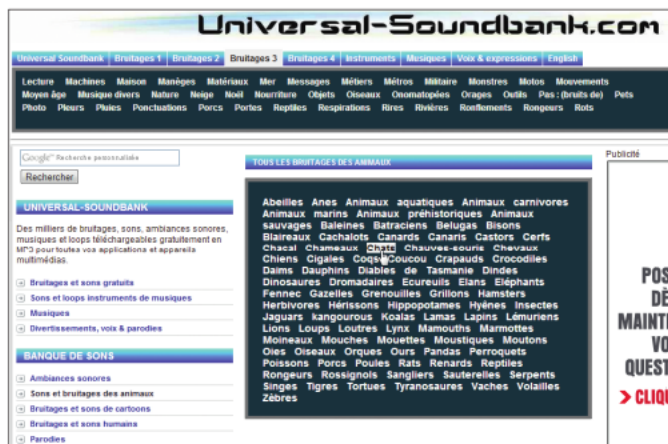 Universal-Soundbank.com
Universal Soundbank Bruitages 1 Bruitages 2 Bruitages 3 Bruitages 4 Instruments Musiques Voix & expressions English
Lecture Machines Maison Manèges Matériaux Mer Messages Métiers Métros Militaire Monstres Motos Mouvements
Moyen âge Musique divers Nature Neige Noël Nourriture Objets Oiseaux Onomatopées Orages Outils Pas : (bruits de) Pets
Photo Pleurs Pluies Ponctuations Porcs Portes Reptiles Respirations Rires Rivières Ronflements Rongeurs Rots
Google™ Recherche personnalisée
Rechercher
UNIVERSAL-SOUNDBANK
Des milliers de bruitages, sons, ambiances sonores,
musiques et loops téléchargeables gratuitement en
MP3 pour toutes vos applications et appareils
multimédias.
Bruitages et sons gratuits
Sons et loops instruments de musiques
Musiques
Divertissements, voix & parodies
BANQUE DE SONS
Ambiances sonores
Sons et bruitages des animaux
Bruitages et sons de cartoons
Bruitages et sons humains
Parodies
TOUS LES BRUITAGES DES ANIMAUX
Abeilles Anes Animaux aquatiques Animaux carnivores
Animaux marins Animaux préhistoriques Animaux
sauvages Baleines Batraciens Belugas Bisons
Blaireaux Cachalots Canards Canaris Castors Cerfs
Chacal Chameaux Chats Chauves-souris Chevaux
Chiens Cigales Coqs Coucou Crapauds Crocodiles
Daims Dauphins Diables de Tasmanie Dindes
Dinosaures Dromadaires Ecureuils Elans Eléphants
Fennec Gazelles Grenouilles Grillons Hamsters
Herbivores Hérissons Hippopotames Hyènes Insectes
Jaguars kangourous Koalas Lamas Lapins Lémuriens
Lions Loups Loutres Lynx Mamouths Marmottes
Moineaux Mouches Mouettes Moustiques Moutons
Oies Oiseaux Orques Ours Pandas Perroquets
Poissons Porcs Poules Rats Renards Reptiles
Rongeurs Rossignols Sangliers Sauterelles Serpents
Singes Tigres Tortues Tyranosaures Vaches Volailles
Zèbres
Publicité
POS
DÈ
MAINTE
VO
QUEST
> CLIQU